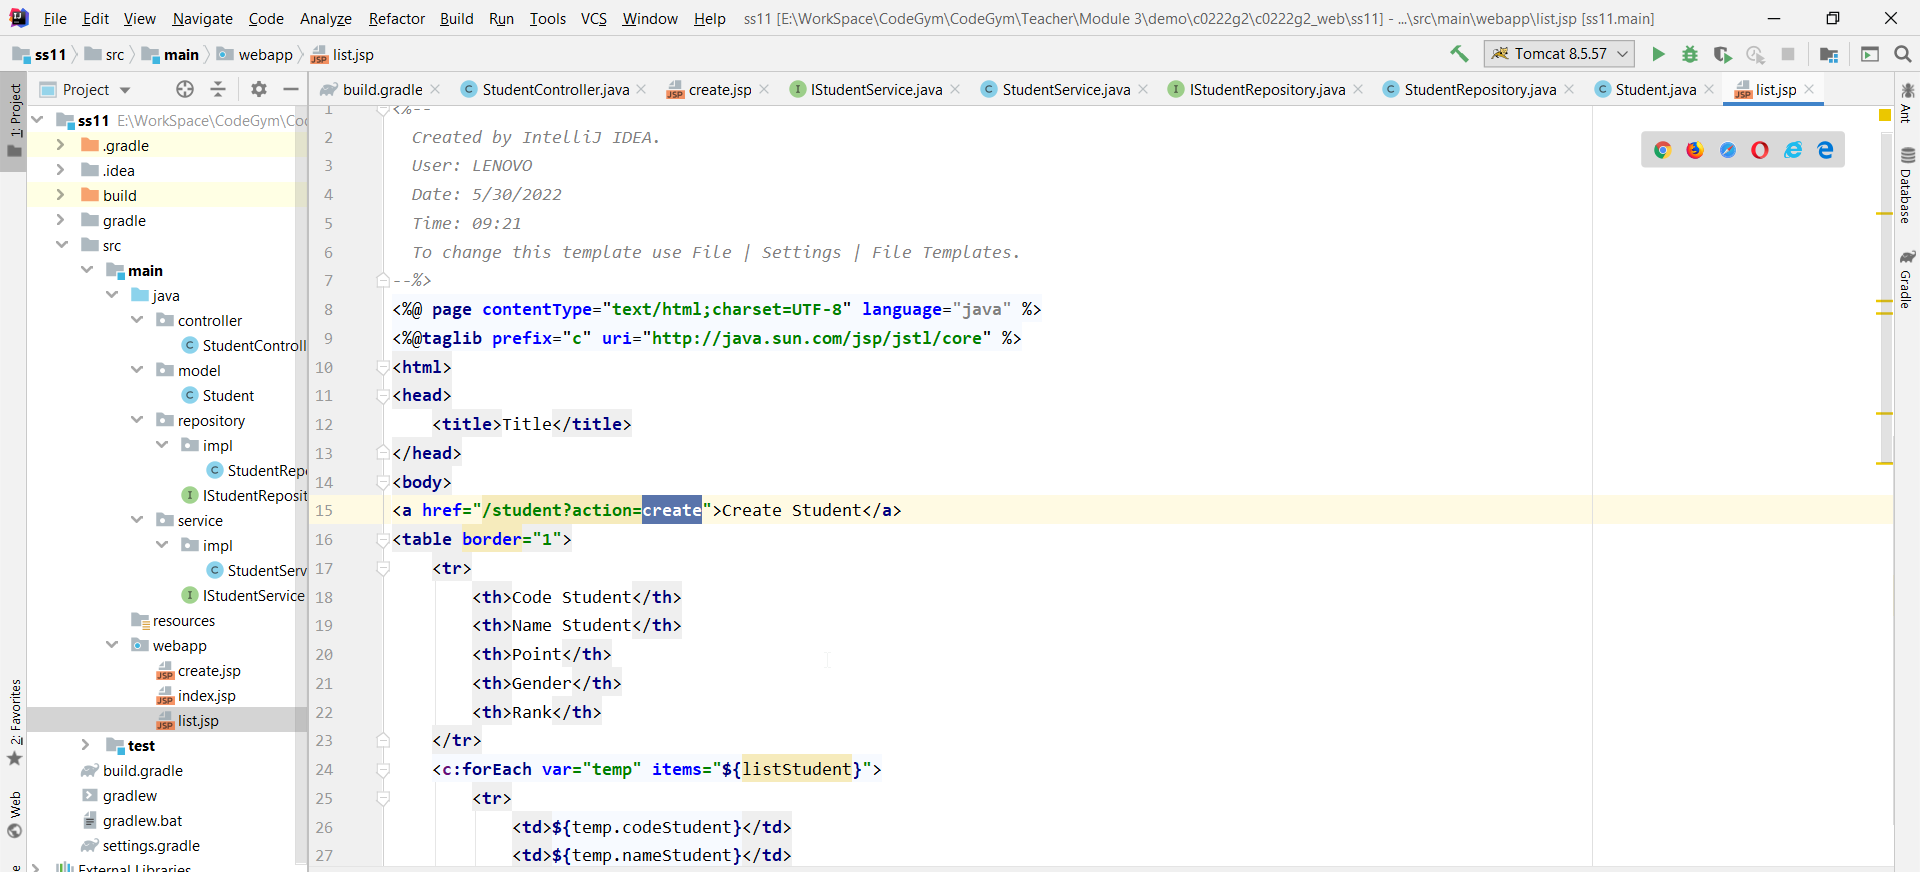 File Edit View Navigate Code Analyze Refactor Build Run Tools VCS Window Help ss11 [E:\WorkSpace\CodeGym\CodeGym\Teacher\Module 3\demo\c0222g2\c0222g2_web\ss11] - ...\src\main\webapp\list.jsp [ss11.main]
ss11 src main webapp list.jsp Tomcat 8.5.57
Project build.gradle StudentController.java create.jsp IStudentService.java StudentService.java IStudentRepository.java StudentRepository.java Student.java list.jsp
1: Project
2: Favorites
Web
ss11 E:\WorkSpace\CodeGym\Co
.gradle
.idea
build
gradle
src
main
java
controller
StudentControll
model
Student
repository
impl
StudentRep
IStudentReposit
service
impl
StudentServ
IStudentService
resources
webapp
create.jsp
index.jsp
list.jsp
test
build.gradle
gradlew
gradlew.bat
settings.gradle
External Libraries
1 <%--
2 Created by IntelliJ IDEA.
3 User: LENOVO
4 Date: 5/30/2022
5 Time: 09:21
6 To change this template use File | Settings | File Templates.
7 --%>
8 <%@ page contentType="text/html;charset=UTF-8" language="java" %>
9 <%@taglib prefix="c" uri="http://java.sun.com/jsp/jstl/core" %>
10 <html>
11 <head>
12 <title>Title</title>
13 </head>
14 <body>
15 <a href="/student?action=create">Create Student</a>
16 <table border="1">
17 <tr>
18 <th>Code Student</th>
19 <th>Name Student</th>
20 <th>Point</th>
21 <th>Gender</th>
22 <th>Rank</th>
23 </tr>
24 <c:forEach var="temp" items="${listStudent}">
25 <tr>
26 <td>${temp.codeStudent}</td>
27 <td>${temp.nameStudent}</td>
Ant
Database
Gradle